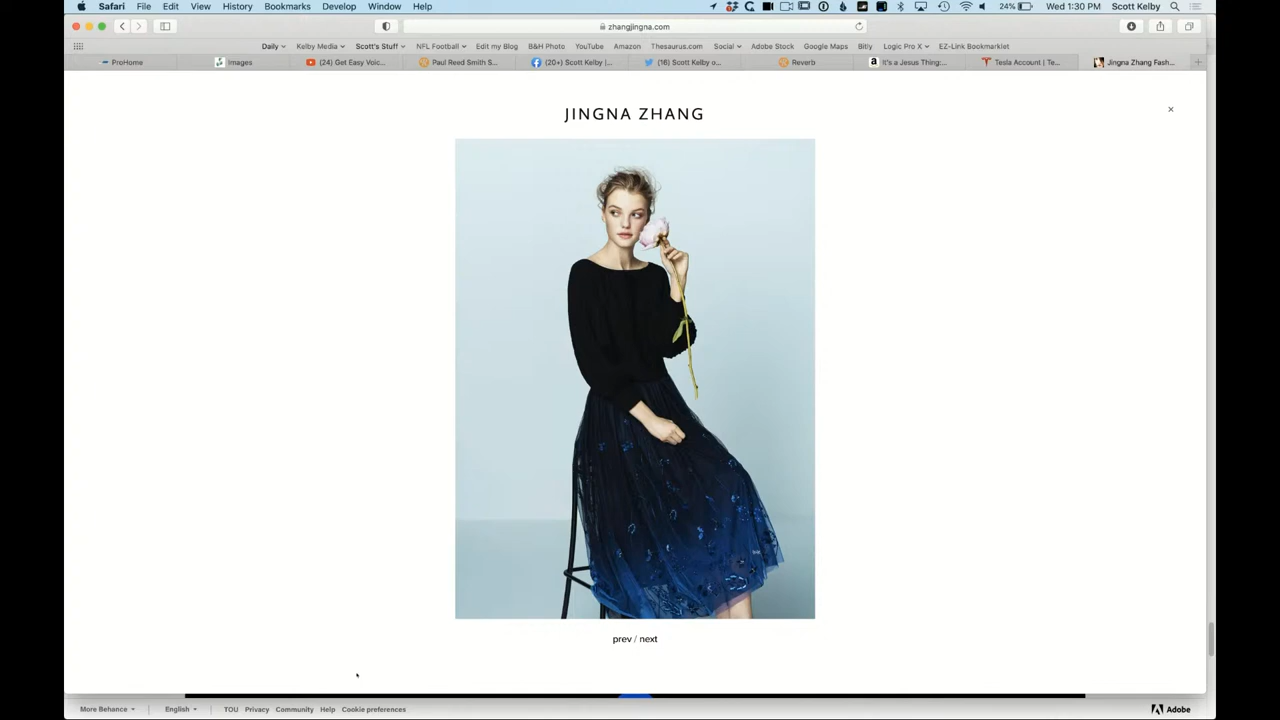 Safari File Edit View History Bookmarks Develop Window Help 24% Wed 1:30 PM Scott Kelby
zhangjingna.com
Daily Kelby Media Scott's Stuff NFL Football Edit my Blog B&H Photo YouTube Amazon Thesaurus.com Social Adobe Stock Google Maps Bitly Logic Pro X EZ-Link Bookmarklet
ProHome Images (24) Get Easy Voic... Paul Reed Smith S... (20+) Scott Kelby |... (16) Scott Kelby o... Reverb It's a Jesus Thing:... Tesla Account | Te... Jingna Zhang Fash...
JINGNA ZHANG
prev / next
More Behance English TOU Privacy Community Help Cookie preferences Adobe